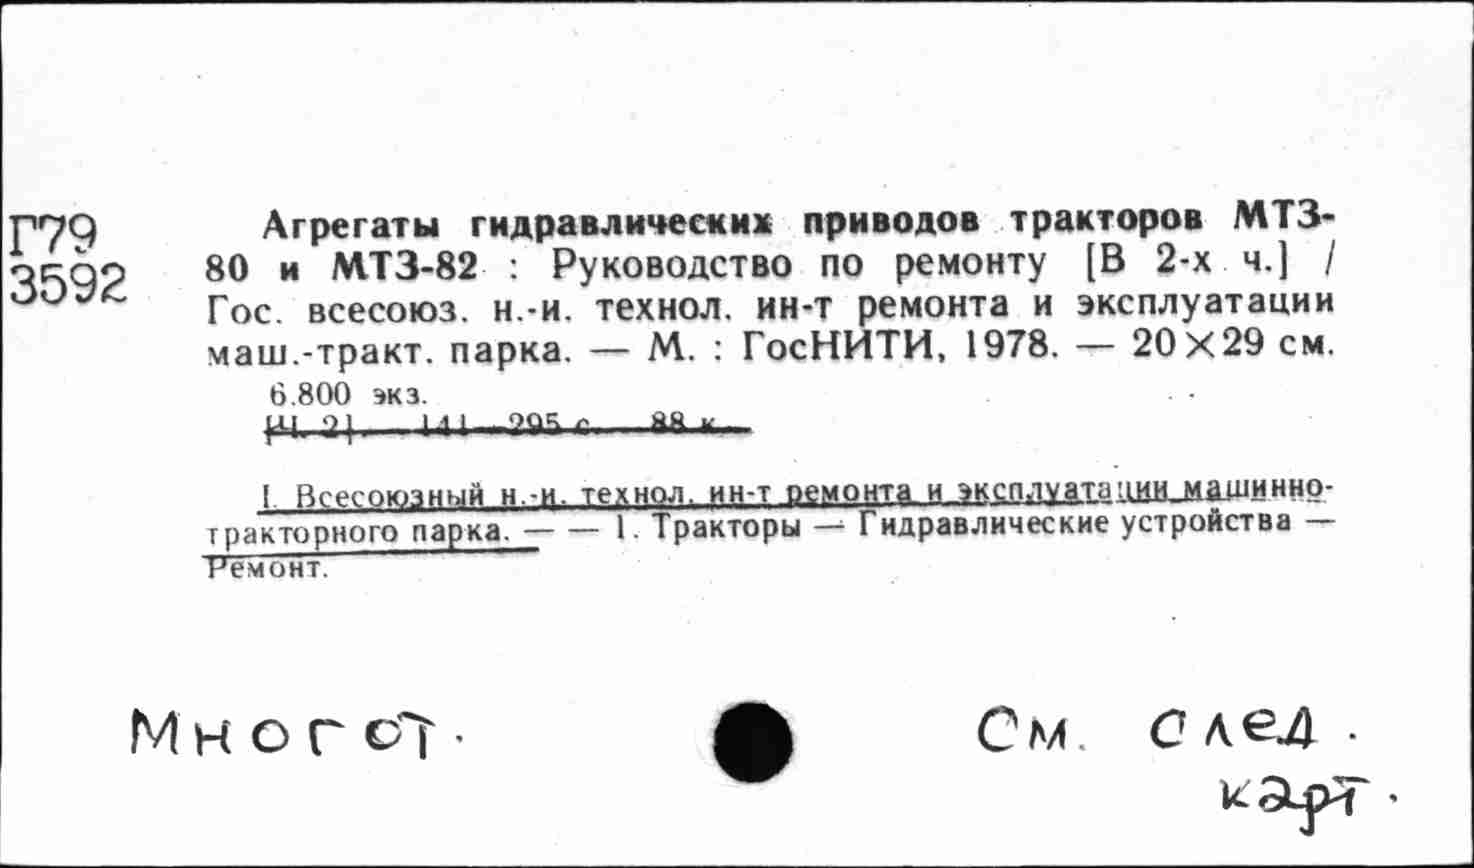 Г79
3592
Агрегаты гидравлических приводов тракторов МТЗ-
80 и МТЗ-82 : Руководство по ремонту [В 2-х ч.] /
Гос. всесоюз. н.-и. технол. ин-т ремонта и эксплуатации
маш.-тракт. парка. — М. : ГосНИТИ, 1978. — 20×29 см.
6.800 экз.
[Ч. 2]. 141—295 с. 88 к.
I. Всесоюзный н.-и. технол. ин-т ремонта и эксплуатации машинно-
тракторного парка. — — 1. Тракторы — Гидравлические устройства —
Ремонт.
Многот.
См. след.
карт.